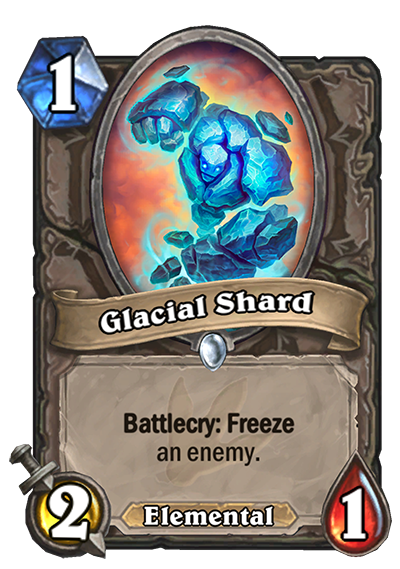 1
Glacial Shard
Battlecry: Freeze
an enemy.
2
Elemental
1